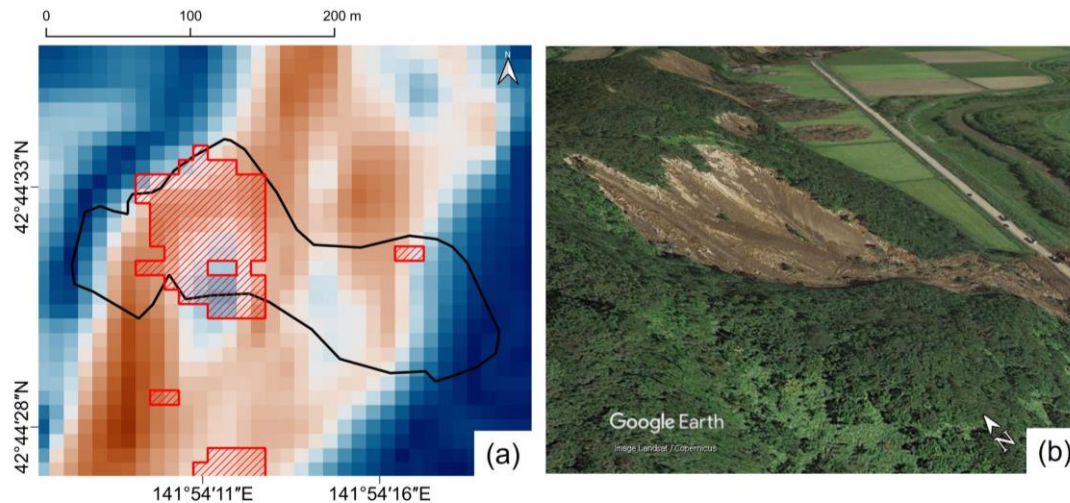 0 100 200 m
N
42°44′33″N
42°44′28″N
141°54′11″E 141°54′16″E
(a)
Google Earth
Image Landsat / Copernicus
N
(b)